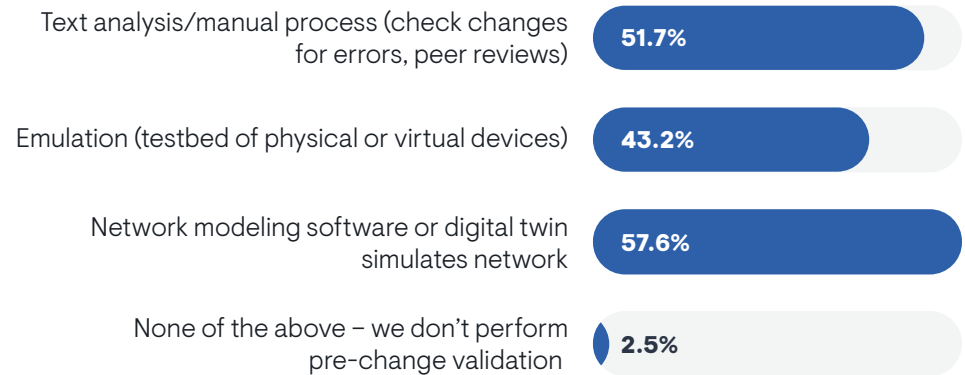 Text analysis/manual process (check changes
for errors, peer reviews)
51.7%
Emulation (testbed of physical or virtual devices)
43.2%
Network modeling software or digital twin
simulates network
57.6%
None of the above – we don’t perform
pre-change validation
2.5%